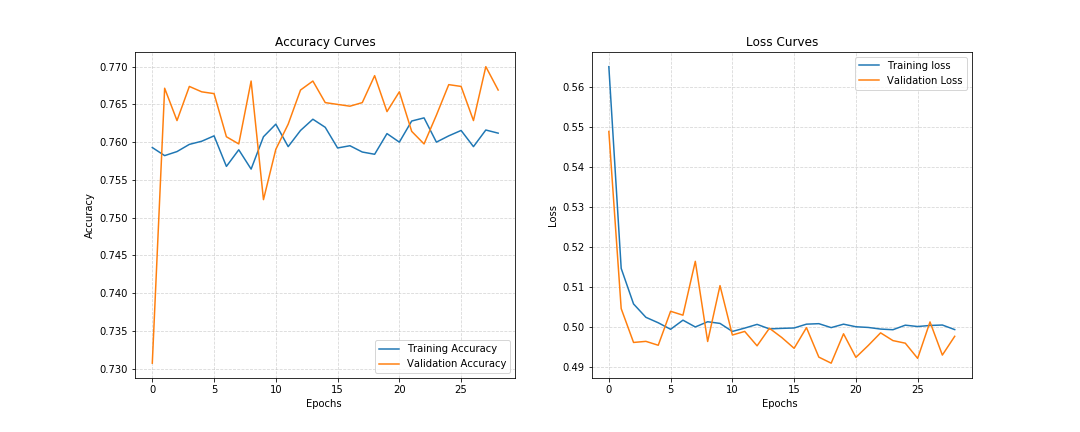 Accuracy Curves
0.770
0.765
0.760
0.755
0.750
0.745
0.740
0.735
0.730
Accuracy
0
5
10
15
20
25
Epochs
Training Accuracy
Validation Accuracy
Loss Curves
0.56
0.55
0.54
0.53
0.52
0.51
0.50
0.49
Loss
0
5
10
15
20
25
Epochs
Training loss
Validation Loss